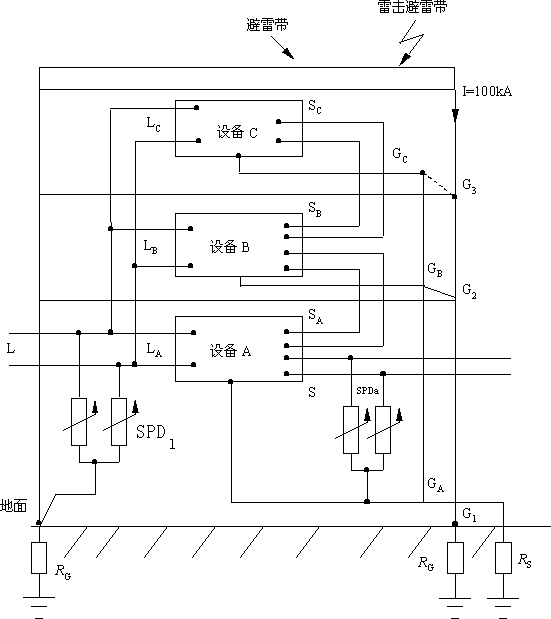 避雷带
雷击避雷带
I=100kA
L_C
设备 C
S_C
G_C
G_3
S_B
L_B
设备 B
G_B
G_2
S_A
L
L_A
设备 A
S
SPDa
SPD_1
G_A
地面
G_1
R_G
R_G
R_S